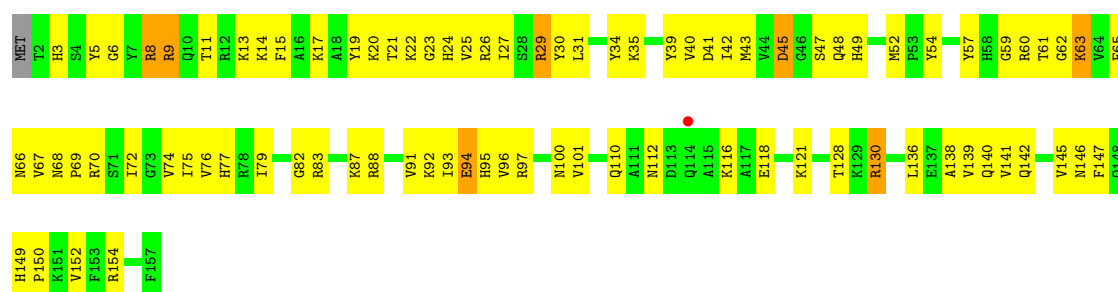 MET T2 H3 S4 Y5 G6 Y7 R8 R9 Q10 T11 R12 K13 K14 F15 A16 K17 A18 Y19 K20 T21 K22 G23 H24 V25 R26 I27 S28 R29 Y30 L31 Y34 K35 Y39 V40 D41 I42 M43 V44 D45 G46 S47 Q48 H49 M52 P53 Y54 Y57 H58 G59 R60 T61 G62 K63 V64
N66 V67 N68 P69 R70 S71 I72 G73 V74 I75 V76 H77 R78 I79 G82 R83 K87 R88 V91 K92 I93 E94 H95 V96 R97 N100 V101 Q110 A111 N112 D113 Q114 A115 K116 A117 E118 K121 T128 K129 R130 L136 E137 A138 V139 Q140 V141 Q142 V145 N146 F147
H149 P150 K151 V152 F153 R154 F157